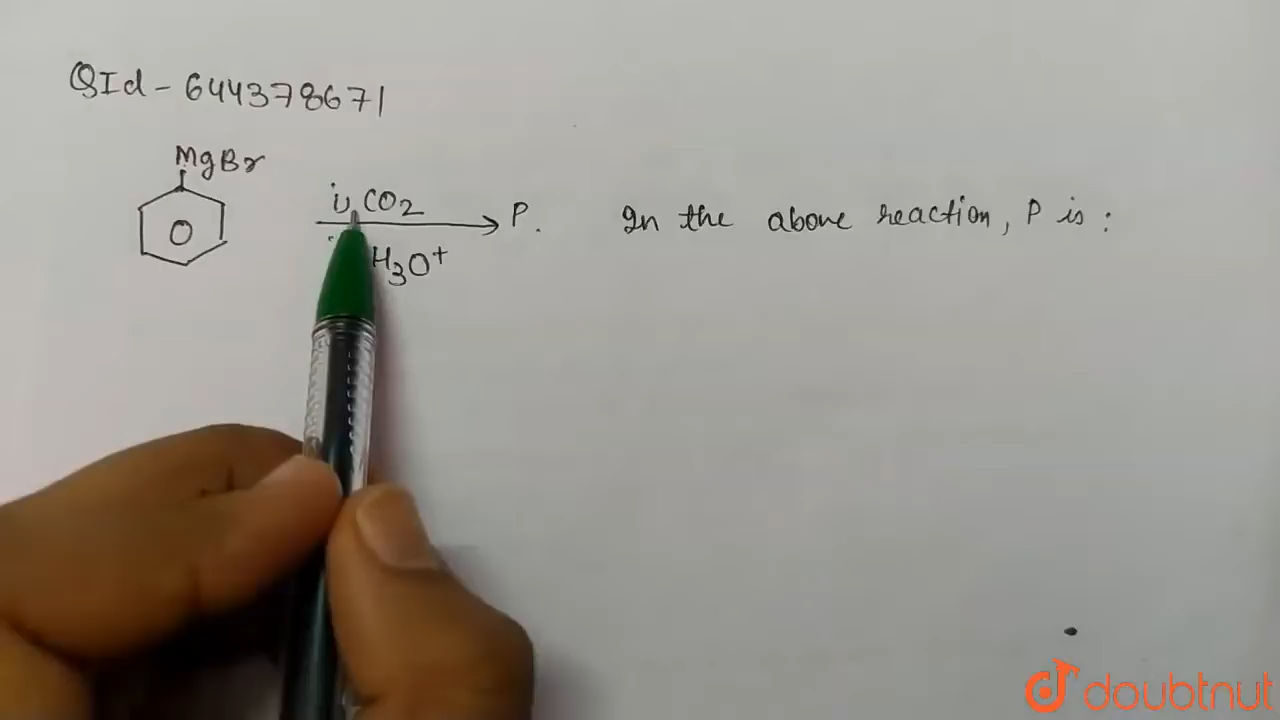 QId - 644378671
MgBr
i) CO2
P. In the above reaction, P is :
H3O+
doubtnut